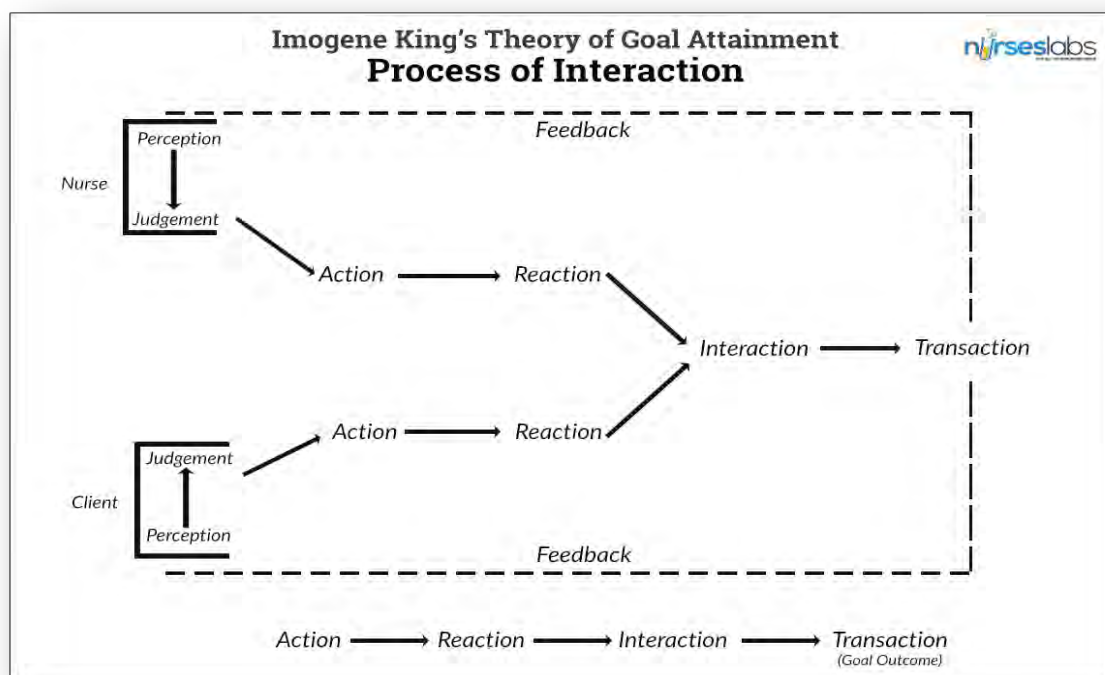 Imogene King's Theory of Goal Attainment
Process of Interaction
nurseslabs
Feedback
Perception
Nurse
Judgement
Action
Reaction
Interaction
Transaction
Action
Reaction
Judgement
Client
Perception
Feedback
Action
Reaction
Interaction
Transaction
(Goal Outcome)